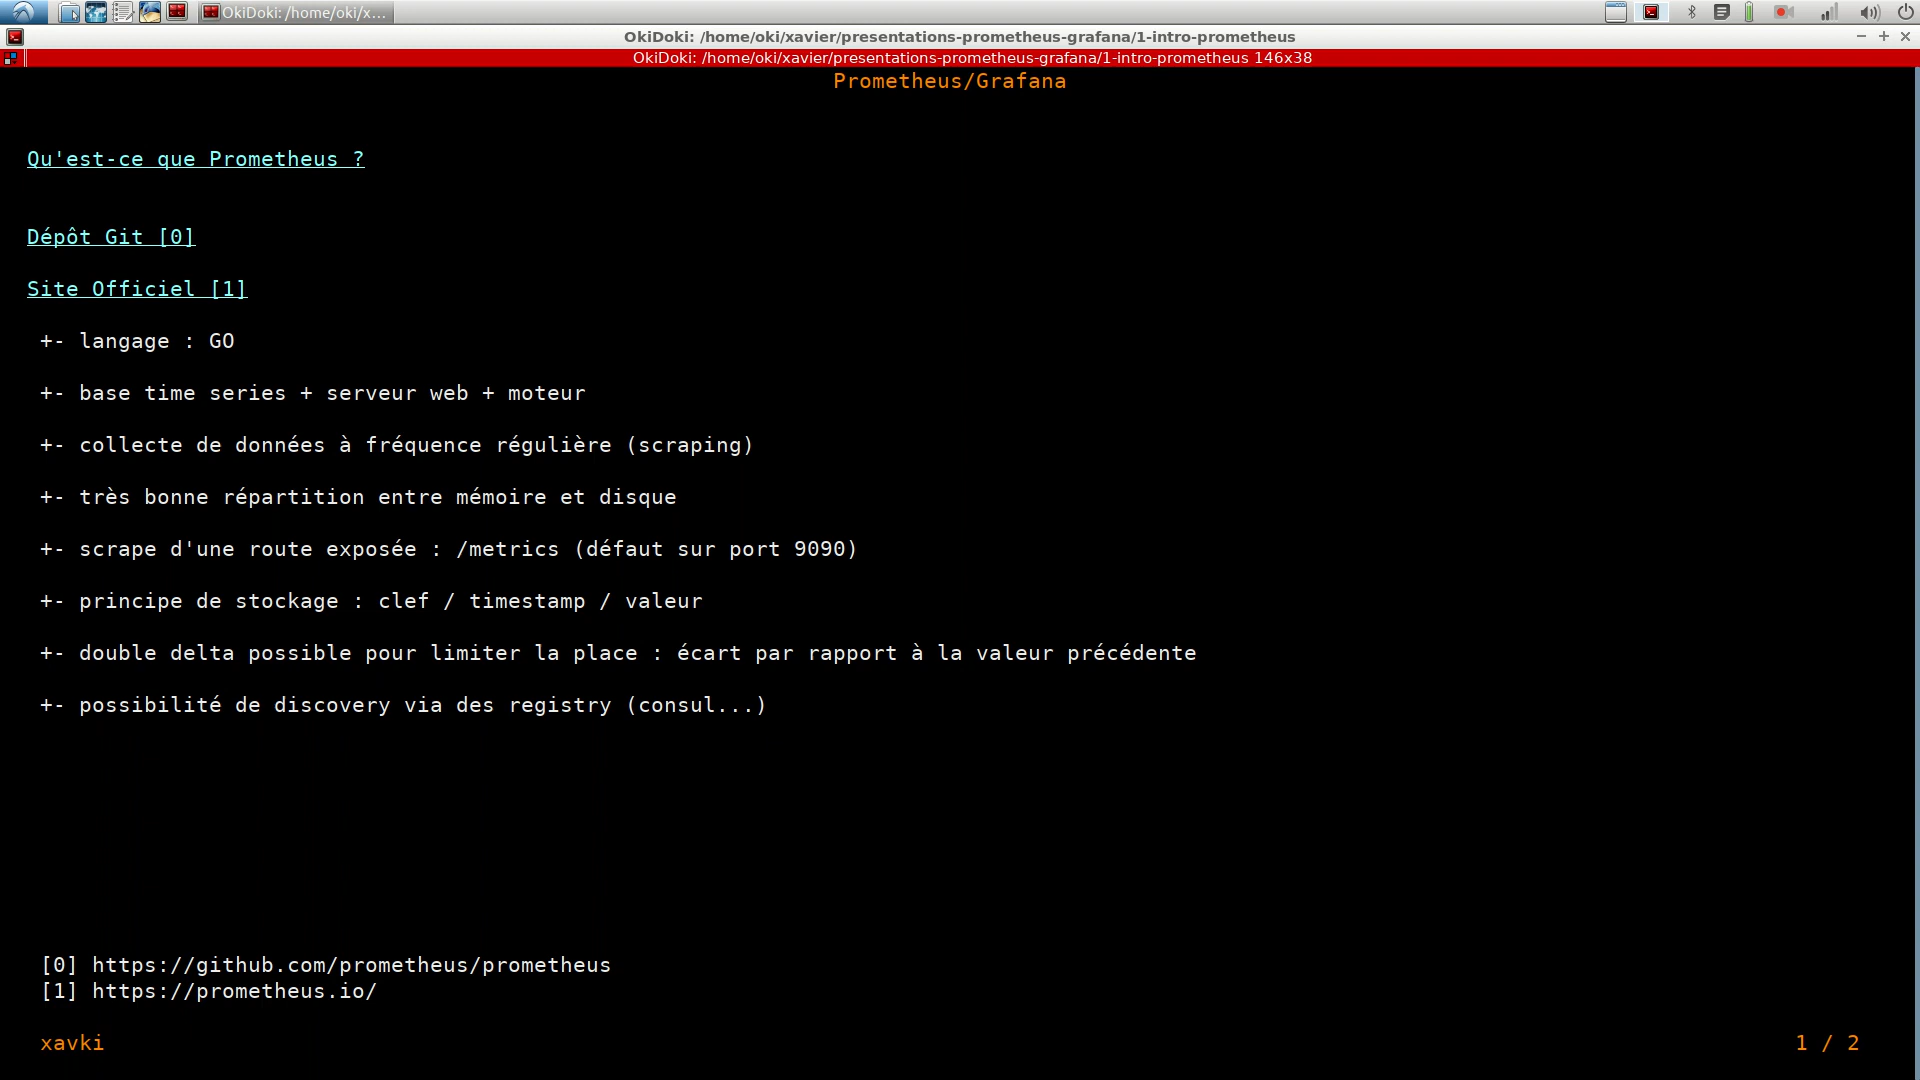 OkiDoki: /home/oki/x...
OkiDoki: /home/oki/xavier/presentations-prometheus-grafana/1-intro-prometheus
OkiDoki: /home/oki/xavier/presentations-prometheus-grafana/1-intro-prometheus 146x38
Prometheus/Grafana
Qu'est-ce que Prometheus ?
Dépôt Git [0]
Site Officiel [1]
+- langage : GO
+- base time series + serveur web + moteur
+- collecte de données à fréquence régulière (scraping)
+- très bonne répartition entre mémoire et disque
+- scrape d'une route exposée : /metrics (défaut sur port 9090)
+- principe de stockage : clef / timestamp / valeur
+- double delta possible pour limiter la place : écart par rapport à la valeur précédente
+- possibilité de discovery via des registry (consul...)
[0] https://github.com/prometheus/prometheus
[1] https://prometheus.io/
xavki
1 / 2